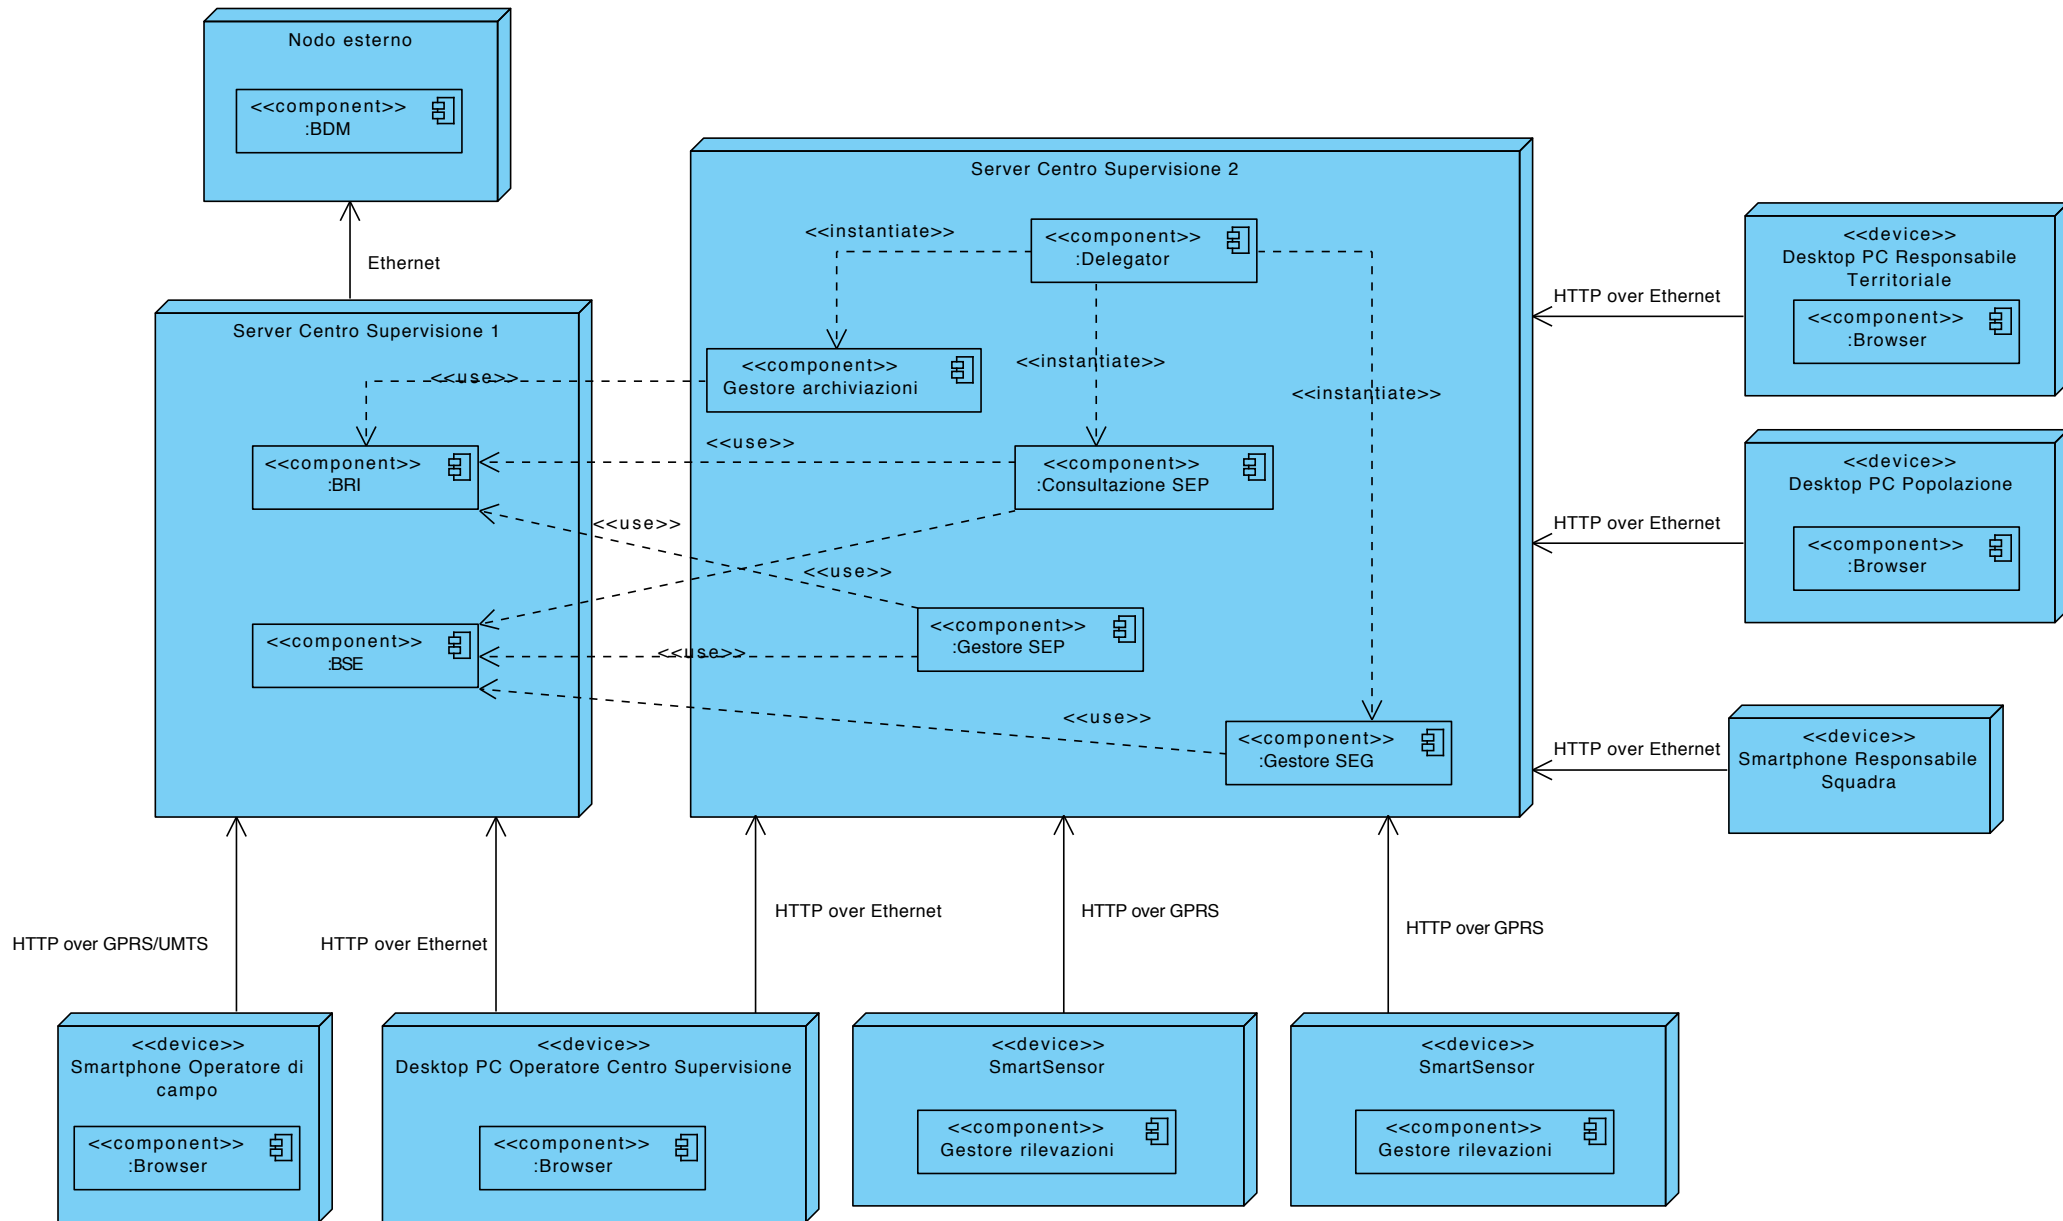 Nodo esterno
<<component>>
:BDM
Ethernet
Server Centro Supervisione 1
<<component>>
:BRI
<<component>>
:BSE
Server Centro Supervisione 2
<<component>>
:Delegator
<<instantiate>>
<<instantiate>>
<<instantiate>>
<<component>>
Gestore archiviazioni
<<use>>
<<use>>
<<component>>
:Consultazione SEP
<<use>>
<<use>>
<<component>>
:Gestore SEP
<<use>>
<<use>>
<<component>>
:Gestore SEG
HTTP over Ethernet
<<device>>
Desktop PC Responsabile
Territoriale
<<component>>
:Browser
HTTP over Ethernet
<<device>>
Desktop PC Popolazione
<<component>>
:Browser
HTTP over Ethernet
<<device>>
Smartphone Responsabile
Squadra
HTTP over GPRS/UMTS
HTTP over Ethernet
HTTP over Ethernet
HTTP over GPRS
HTTP over GPRS
<<device>>
Smartphone Operatore di
campo
<<component>>
:Browser
<<device>>
Desktop PC Operatore Centro Supervisione
<<component>>
:Browser
<<device>>
SmartSensor
<<component>>
Gestore rilevazioni
<<device>>
SmartSensor
<<component>>
Gestore rilevazioni